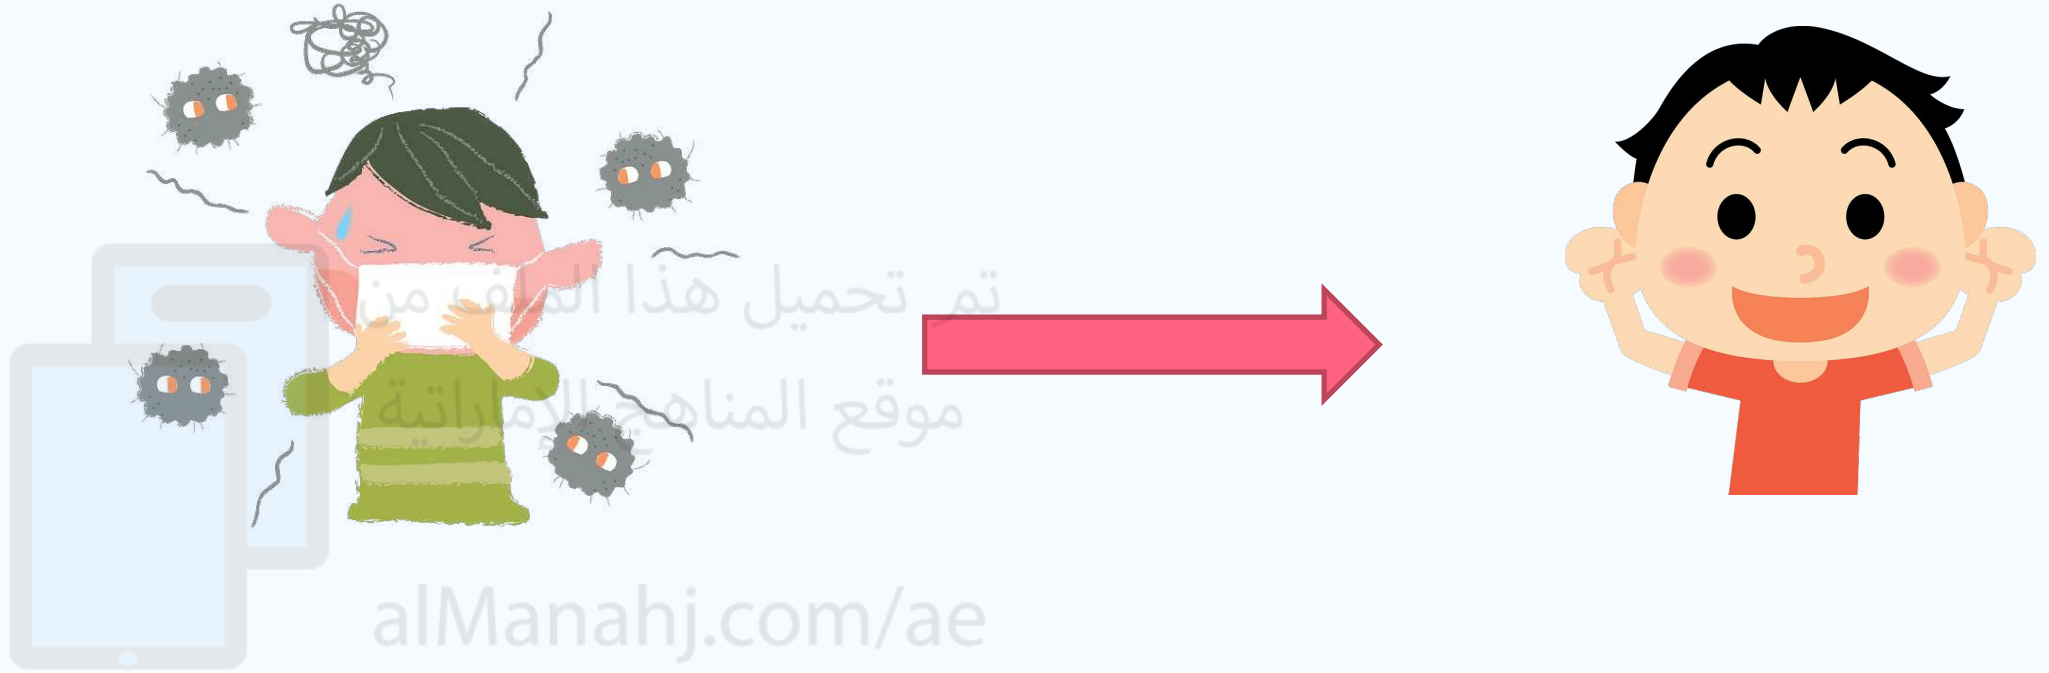 تم تحميل هذا الملف من
موقع المناهج الإماراتية
alManahj.com/ae